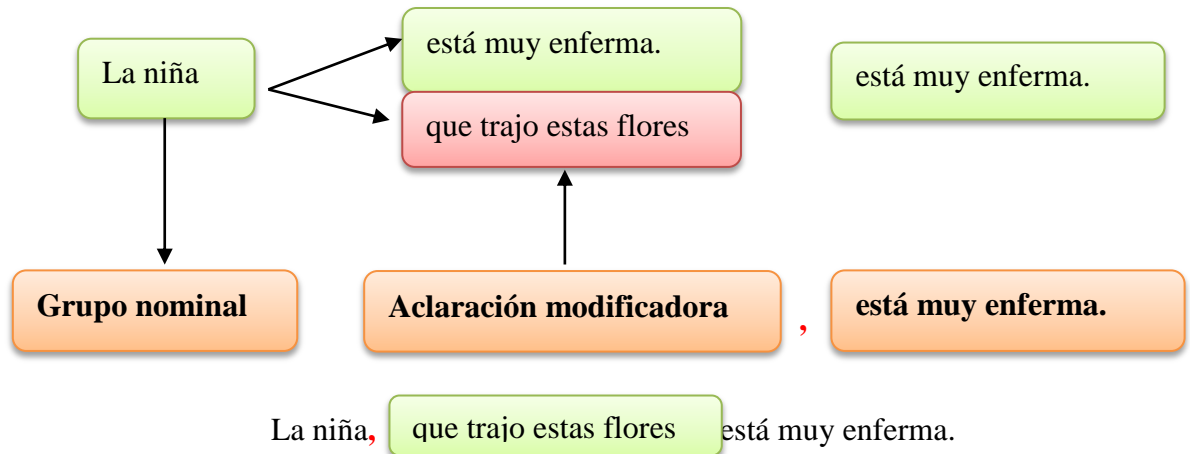 La niña
está muy enferma.
que trajo estas flores
está muy enferma.
Grupo nominal
Aclaración modificadora
,
está muy enferma.
La niña, que trajo estas flores está muy enferma.